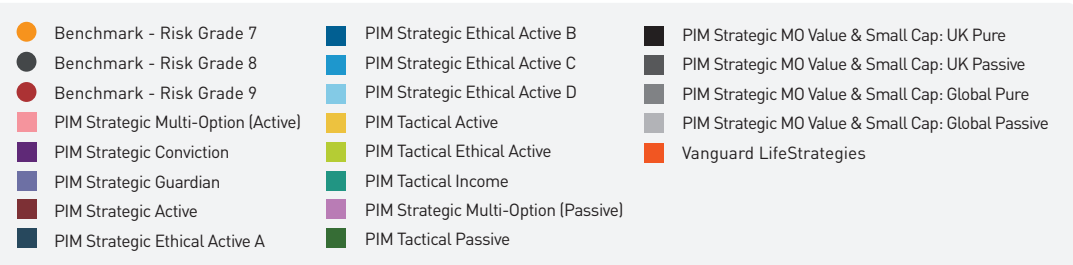 Benchmark - Risk Grade 7
Benchmark - Risk Grade 8
Benchmark - Risk Grade 9
PIM Strategic Multi-Option (Active)
PIM Strategic Conviction
PIM Strategic Guardian
PIM Strategic Active
PIM Strategic Ethical Active A
PIM Strategic Ethical Active B
PIM Strategic Ethical Active C
PIM Strategic Ethical Active D
PIM Tactical Active
PIM Tactical Ethical Active
PIM Tactical Income
PIM Strategic Multi-Option (Passive)
PIM Tactical Passive
PIM Strategic MO Value & Small Cap: UK Pure
PIM Strategic MO Value & Small Cap: UK Passive
PIM Strategic MO Value & Small Cap: Global Pure
PIM Strategic MO Value & Small Cap: Global Passive
Vanguard LifeStrategies